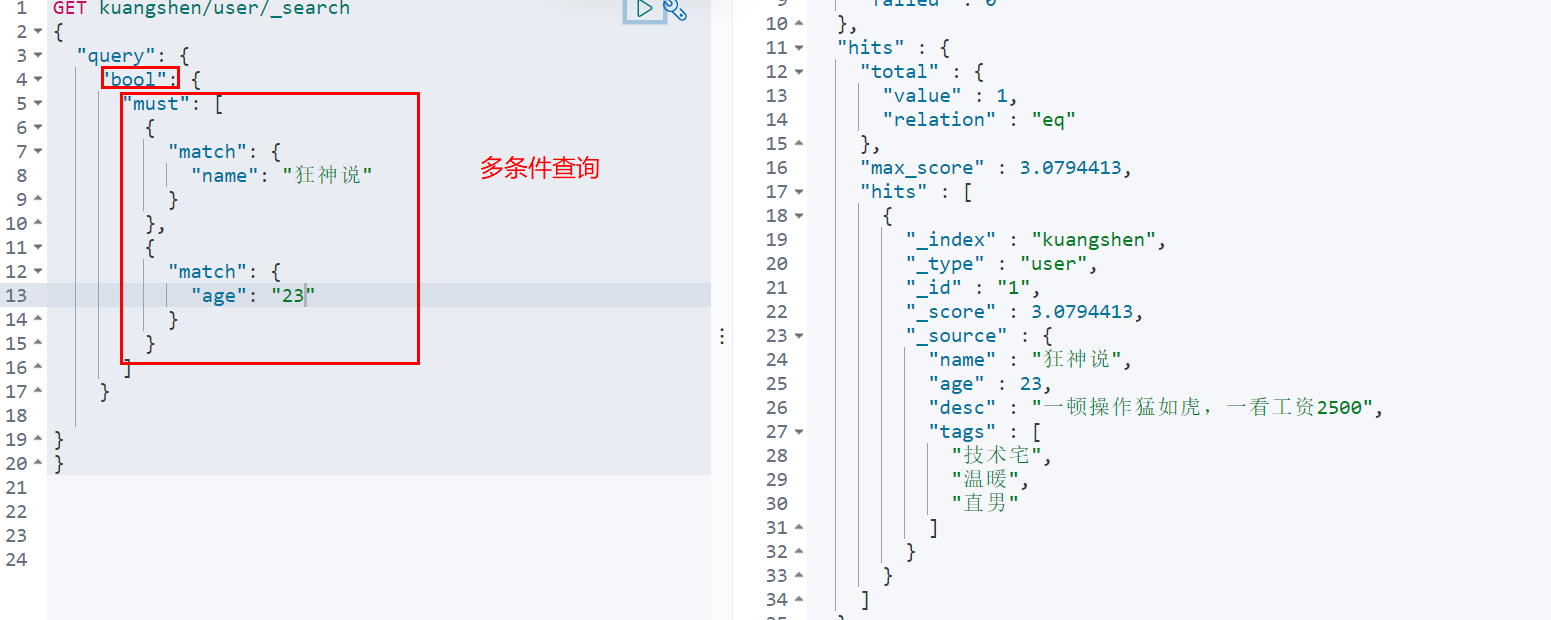 1 GET kuangshen/user/_search
2 {
3 "query": {
4 "bool": {
5 "must": [
6 {
7 "match": {
8 "name": "狂神说"
9 }
10 },
11 {
12 "match": {
13 "age": "23"
14 }
15 }
16 ]
17 }
18
19 }
20 }
21
22
23
24
多条件查询
10 },
11 "hits" : {
12 "total" : {
13 "value" : 1,
14 "relation" : "eq"
15 },
16 "max_score" : 3.0794413,
17 "hits" : [
18 {
19 "_index" : "kuangshen",
20 "_type" : "user",
21 "_id" : "1",
22 "_score" : 3.0794413,
23 "_source" : {
24 "name" : "狂神说",
25 "age" : 23,
26 "desc" : "一顿操作猛如虎，一看工资2500",
27 "tags" : [
28 "技术宅",
29 "温暖",
30 "直男"
31 ]
32 }
33 }
34 ]